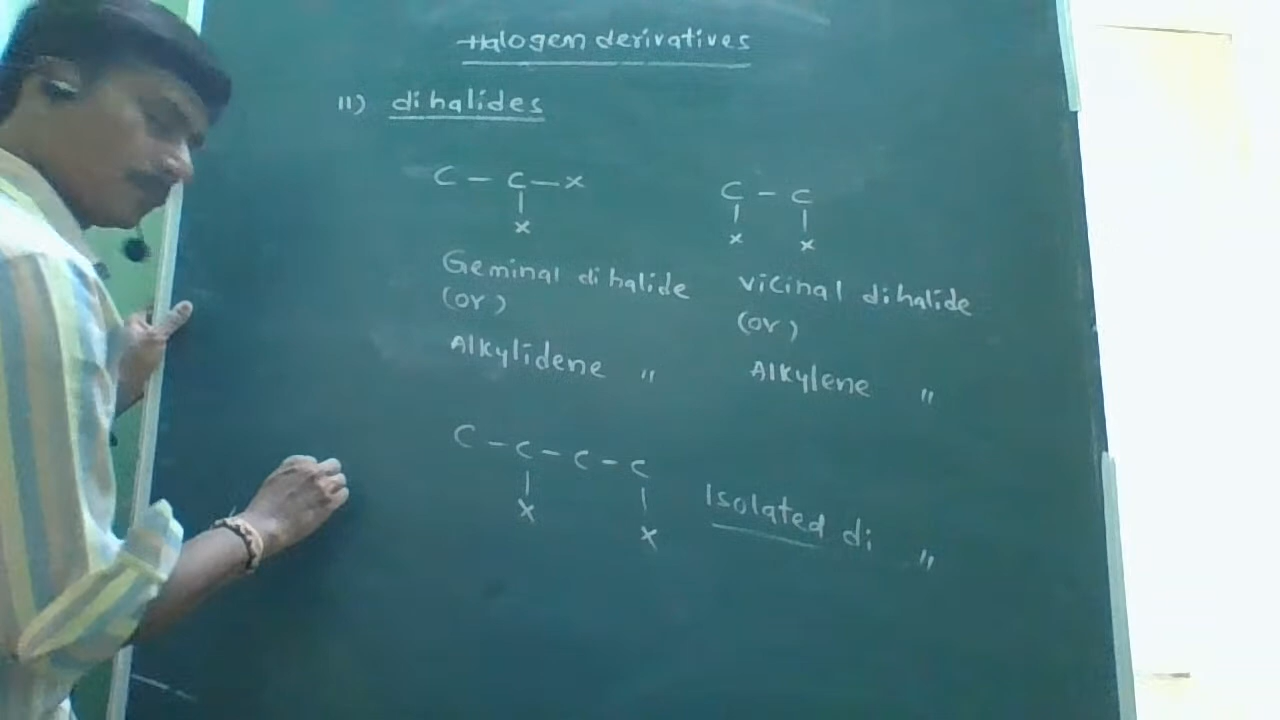 Halogen derivatives
II) dihalides
C – C – X
|
X
C – C
| |
X X
Geminal dihalide
(or)
Alkylidene "
vicinal dihalide
(or)
Alkylene "
C – C – C – C
| |
X X
Isolated di "